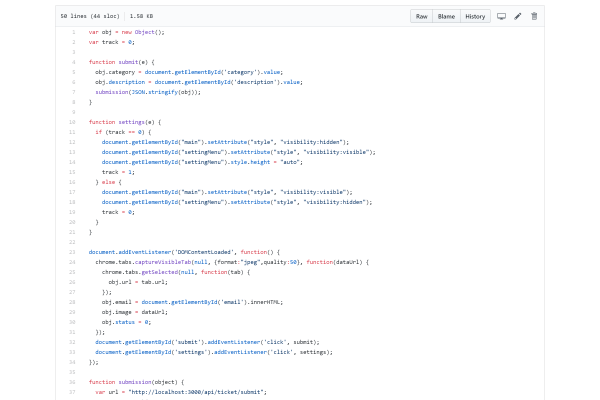 50 lines (44 sloc) 1.58 KB Raw Blame History
1 var obj = new Object();
2 var track = 0;
3
4 function submit(e) {
5 obj.category = document.getElementById('category').value;
6 obj.description = document.getElementById('description').value;
7 submission(JSON.stringify(obj));
8 }
9
10 function settings(e) {
11 if (track == 0) {
12 document.getElementById("main").setAttribute("style", "visibility:hidden");
13 document.getElementById("settingMenu").setAttribute("style", "visibility:visible");
14 document.getElementById("settingMenu").style.height = "auto";
15 track = 1;
16 } else {
17 document.getElementById("main").setAttribute("style", "visibility:visible");
18 document.getElementById("settingMenu").setAttribute("style", "visibility:hidden");
19 track = 0;
20 }
21 }
22
23 document.addEventListener('DOMContentLoaded', function() {
24 chrome.tabs.captureVisibleTab(null, {format:"jpeg",quality:50}, function(dataUrl) {
25 chrome.tabs.getSelected(null, function(tab) {
26 obj.url = tab.url;
27 });
28 obj.email = document.getElementById('email').innerHTML;
29 obj.image = dataUrl;
30 obj.status = 0;
31 });
32 document.getElementById('submit').addEventListener('click', submit);
33 document.getElementById('settings').addEventListener('click', settings);
34 });
35
36 function submission(object) {
37 var url = "http://localhost:3000/api/ticket/submit";